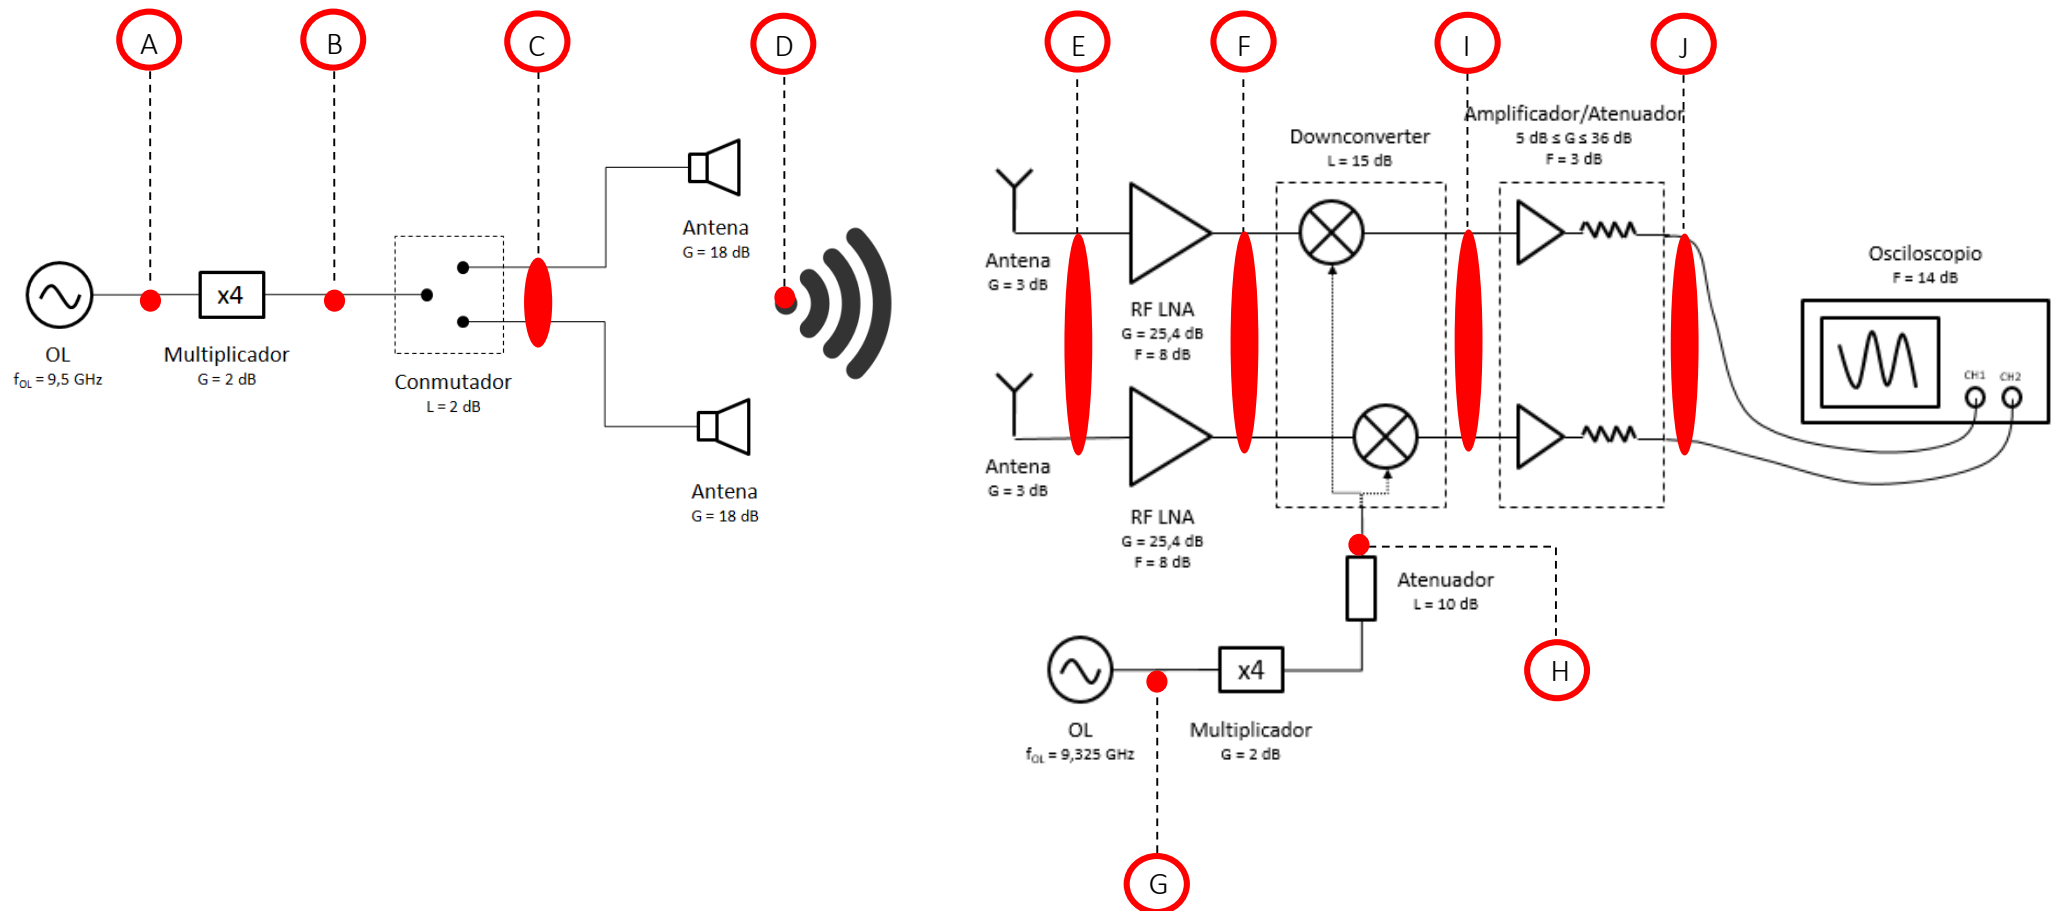 A
B
C
D
E
F
I
J
OL
f_OL = 9,5 GHz
x4
Multiplicador
G = 2 dB
Conmutador
L = 2 dB
Antena
G = 18 dB
Antena
G = 18 dB
Antena
G = 3 dB
Antena
G = 3 dB
RF LNA
G = 25,4 dB
F = 8 dB
RF LNA
G = 25,4 dB
F = 8 dB
Downconverter
L = 15 dB
Amplificador/Atenuador
5 dB ≤ G ≤ 36 dB
F = 3 dB
Osciloscopio
F = 14 dB
CH1
CH2
Atenuador
L = 10 dB
H
OL
f_OL = 9,325 GHz
x4
Multiplicador
G = 2 dB
G